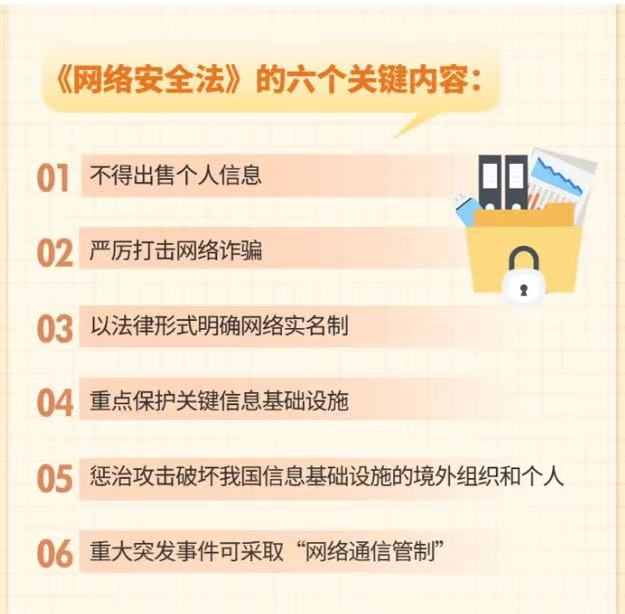 《网络安全法》的六个关键内容：
01 不得出售个人信息
02 严厉打击网络诈骗
03 以法律形式明确网络实名制
04 重点保护关键信息基础设施
05 惩治攻击破坏我国信息基础设施的境外组织和个人
06 重大突发事件可采取“网络通信管制”